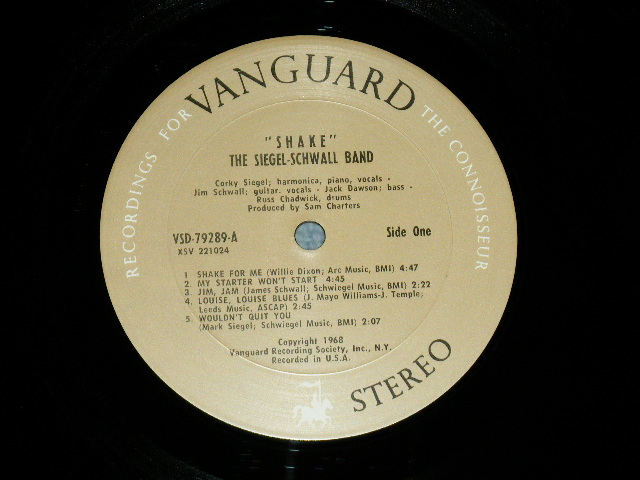 RECORDINGS FOR VANGUARD THE CONNOISSEUR
"SHAKE"
THE SIEGEL-SCHWALL BAND
Corky Siegel; harmonica, piano, vocals -
Jim Schwall; guitar. vocals - Jack Dawson; bass -
Russ Chadwick, drums
Produced by Sam Charters
VSD-79289-A
Side One
XSV 221024
1 SHAKE FOR ME (Willie Dixon; Arc Music, BMI) 4:47
2. MY STARTER WON'T START 4:45
3. JIM, JAM (James Schwall; Schwiegel Music, BMI) 2:22
4. LOUISE, LOUISE BLUES (J. Mayo Williams-J. Temple;
Leeds Music, ASCAP) 2:45
5. WOULDN'T QUIT YOU
(Mark Siegel; Schwiegel Music, BMI) 2:07
Copyright 1968
Vanguard Recording Society, Inc., N.Y.
Recorded in U.S.A.
STEREO